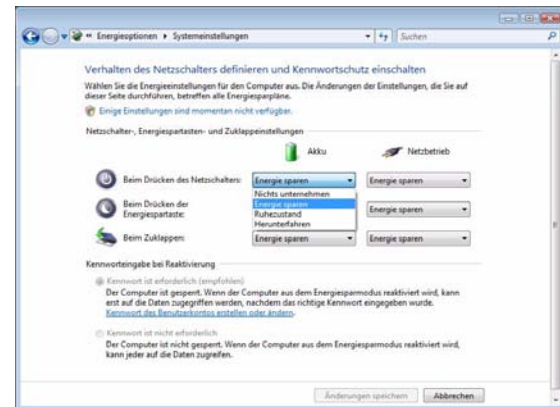 « Energieoptionen ▸ Systemeinstellungen
Suchen
Verhalten des Netzschalters definieren und Kennwortschutz einschalten
Wählen Sie die Energieeinstellungen für den Computer aus. Die Änderungen der Einstellungen, die Sie auf
dieser Seite durchführen, betreffen alle Energiesparpläne.
Einige Einstellungen sind momentan nicht verfügbar.
Netzschalter-, Energiespartasten- und Zuklappeinstellungen
Akku Netzbetrieb
Beim Drücken des Netzschalters: Energie sparen Energie sparen
Nichts unternehmen
Energie sparen
Ruhezustand
Herunterfahren
Beim Drücken der
Energiespartaste: Energie sparen
Beim Zuklappen: Energie sparen Energie sparen
Kennworteingabe bei Reaktivierung
Kennwort ist erforderlich (empfohlen)
Der Computer ist gesperrt. Wenn der Computer aus dem Energiesparmodus reaktiviert wird, kann
erst auf die Daten zugegriffen werden, nachdem das richtige Kennwort eingegeben wurde.
Kennwort des Benutzerkontos erstellen oder ändern.
Kennwort ist nicht erforderlich
Der Computer ist nicht gesperrt. Wenn der Computer aus dem Energiesparmodus reaktiviert wird,
kann jeder auf die Daten zugreifen.
Änderungen speichern Abbrechen